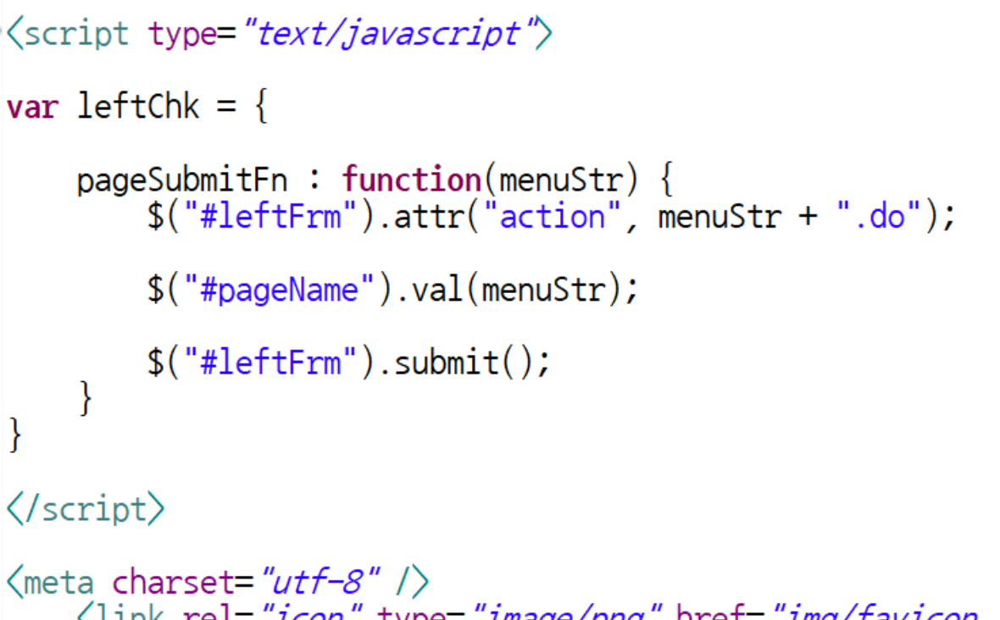 <script type="text/javascript">
var leftChk = {
pageSubmitFn : function(menuStr) {
$("#leftFrm").attr("action", menuStr + ".do");
$("#pageName").val(menuStr);
$("#leftFrm").submit();
}
}
</script>
<meta charset="utf-8" />
<link rel="icon" type="image/png" href="img/favicon